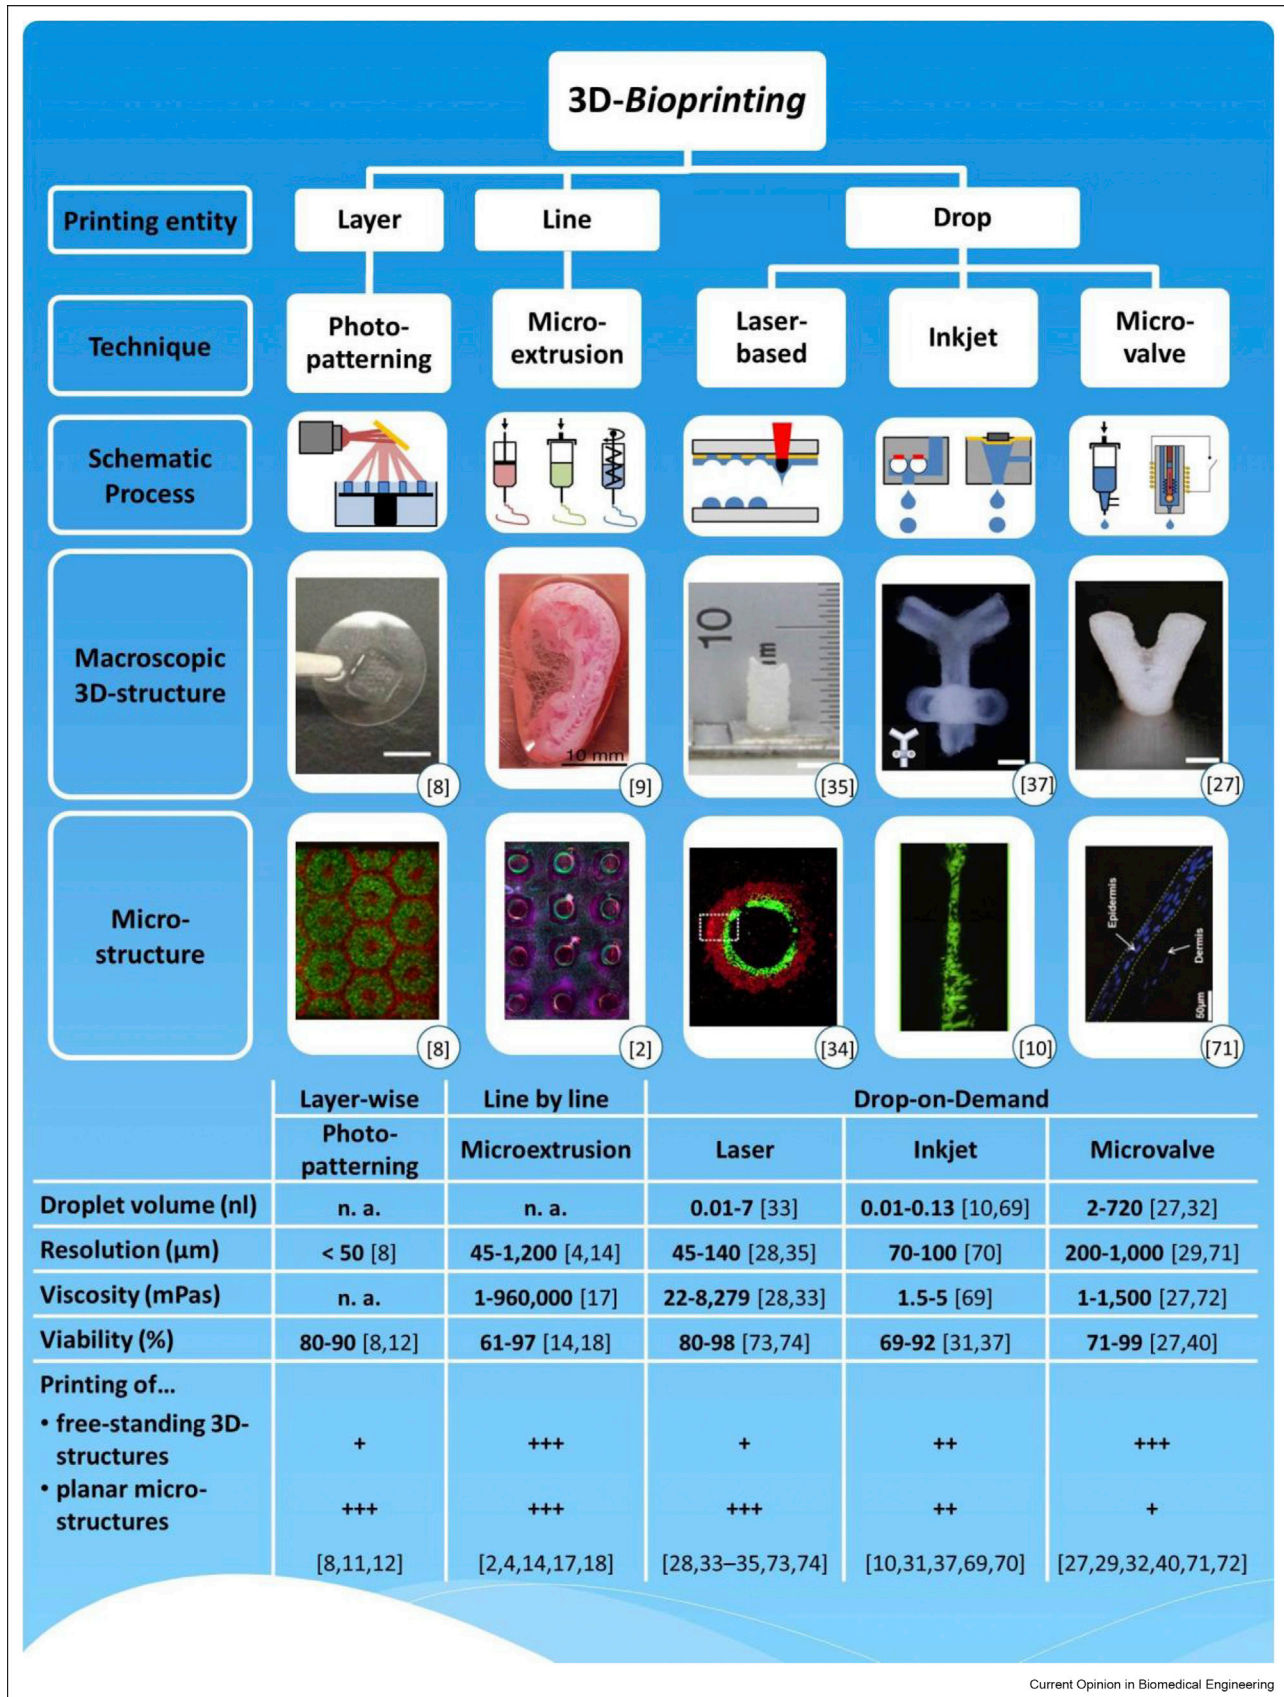 3D-Bioprinting
Printing entity
Layer
Line
Drop
Technique
Photo-
patterning
Micro-
extrusion
Laser-
based
Inkjet
Micro-
valve
Schematic
Process
Macroscopic
3D-structure
10 mm
10
mm
[8]
[9]
[35]
[37]
[27]
Micro-
structure
Epidermis
Dermis
50µm
[8]
[2]
[34]
[10]
[71]
Layer-wise
Line by line
Drop-on-Demand
Photo-
patterning
Microextrusion
Laser
Inkjet
Microvalve
Droplet volume (nl) n. a. n. a. 0.01-7 [33] 0.01-0.13 [10,69] 2-720 [27,32]
Resolution (µm) < 50 [8] 45-1,200 [4,14] 45-140 [28,35] 70-100 [70] 200-1,000 [29,71]
Viscosity (mPas) n. a. 1-960,000 [17] 22-8,279 [28,33] 1.5-5 [69] 1-1,500 [27,72]
Viability (%) 80-90 [8,12] 61-97 [14,18] 80-98 [73,74] 69-92 [31,37] 71-99 [27,40]
Printing of...
• free-standing 3D-
structures + +++ + ++ +++
• planar micro-
structures +++ +++ +++ ++ +
[8,11,12] [2,4,14,17,18] [28,33–35,73,74] [10,31,37,69,70] [27,29,32,40,71,72]
Current Opinion in Biomedical Engineering